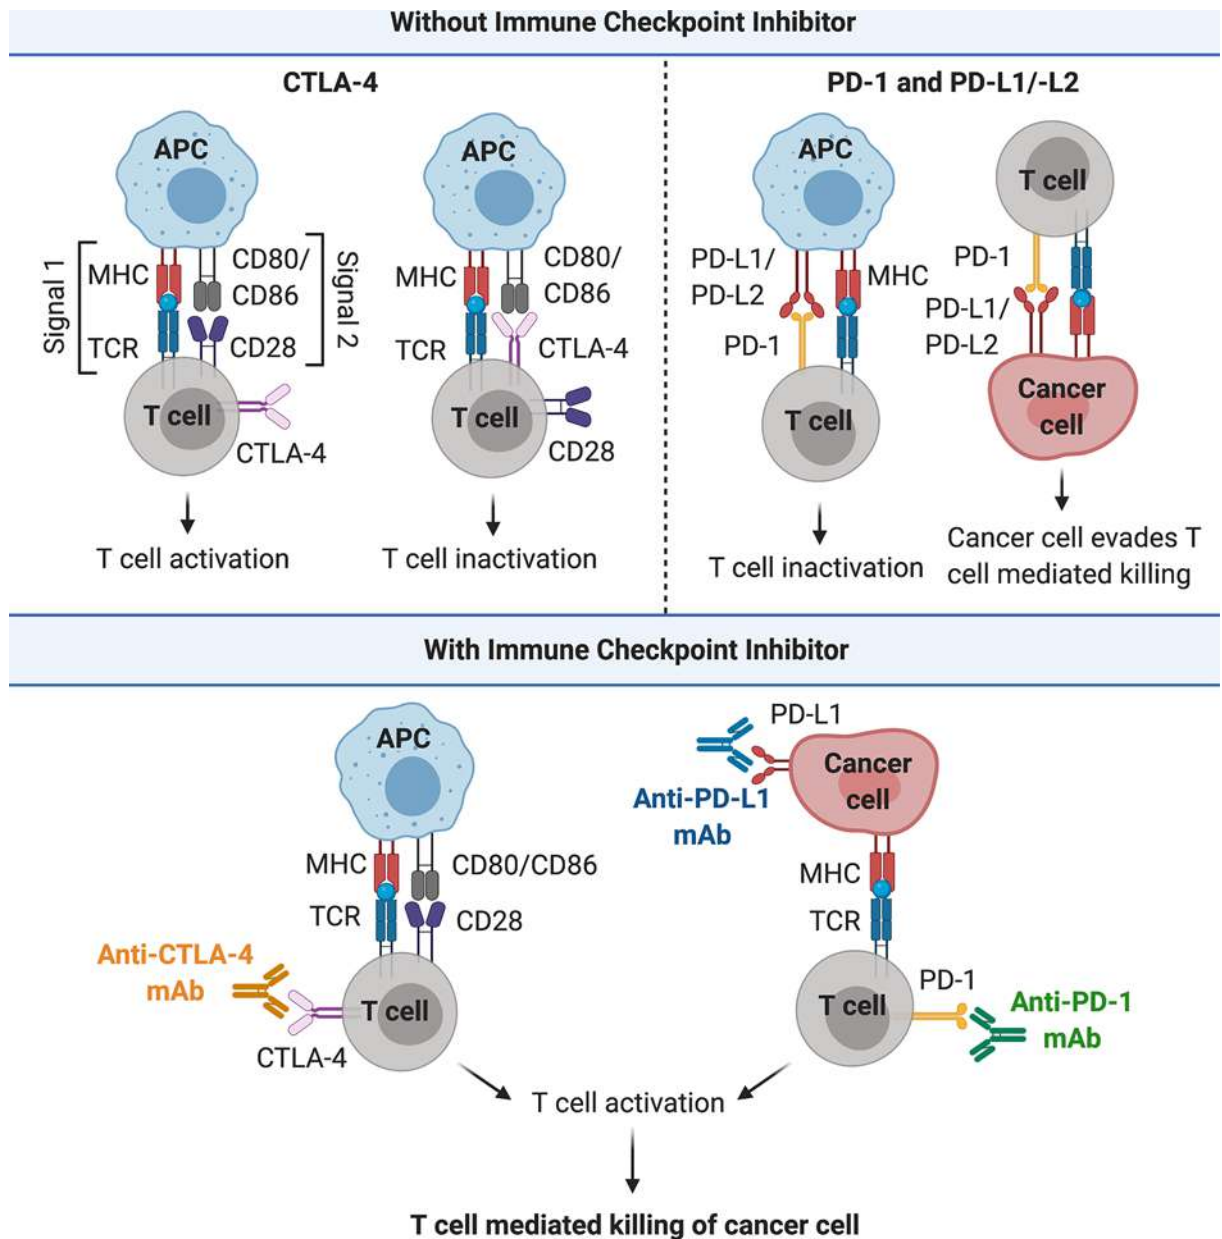 Without Immune Checkpoint Inhibitor
CTLA-4
APC
Signal 1
MHC
TCR
CD80/
CD86
CD28
Signal 2
T cell
CTLA-4
T cell activation
APC
MHC
TCR
CD80/
CD86
CTLA-4
T cell
CD28
T cell inactivation
PD-1 and PD-L1/-L2
APC
PD-L1/
PD-L2
MHC
PD-1
T cell
T cell inactivation
T cell
PD-1
PD-L1/
PD-L2
Cancer
cell
Cancer cell evades T
cell mediated killing
With Immune Checkpoint Inhibitor
APC
MHC
CD80/CD86
TCR
CD28
Anti-CTLA-4
mAb
T cell
CTLA-4
PD-L1
Cancer
cell
Anti-PD-L1
mAb
MHC
TCR
T cell
PD-1
Anti-PD-1
mAb
T cell activation
T cell mediated killing of cancer cell